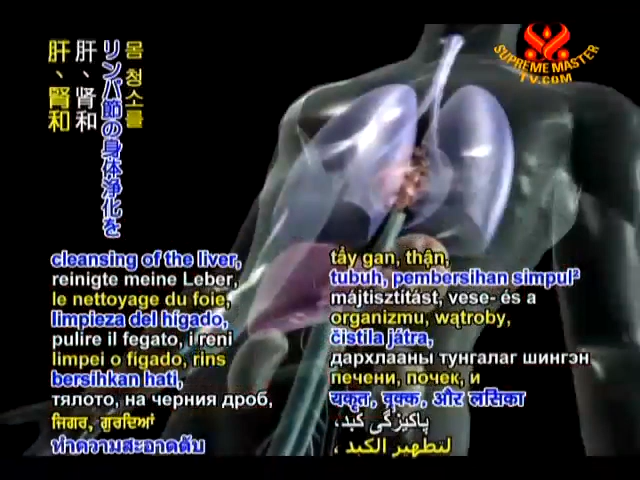 SUPREME MASTER
TV.COM
몸 청소를
リンパ節の身体浄化を
肝、肾和
肝、腎和
cleansing of the liver,
reinigte meine Leber,
le nettoyage du foie,
limpieza del hígado,
pulire il fegato, i reni
limpei o fígado, rins
bersihkan hati,
тялото, на черния дроб,
जिगर, गुरदियां
ทำความสะอาดตับ
tẩy gan, thận,
tubuh, pembersihan simpul²
májtisztítást, vese- és a
organizmu, wątroby,
čistila játra,
дархлааны тунгалаг шингэн
печени, почек, и
यकृत, वृक्क, और लसिका
پاکیزگی کبد،
لتطهير الكبد ،